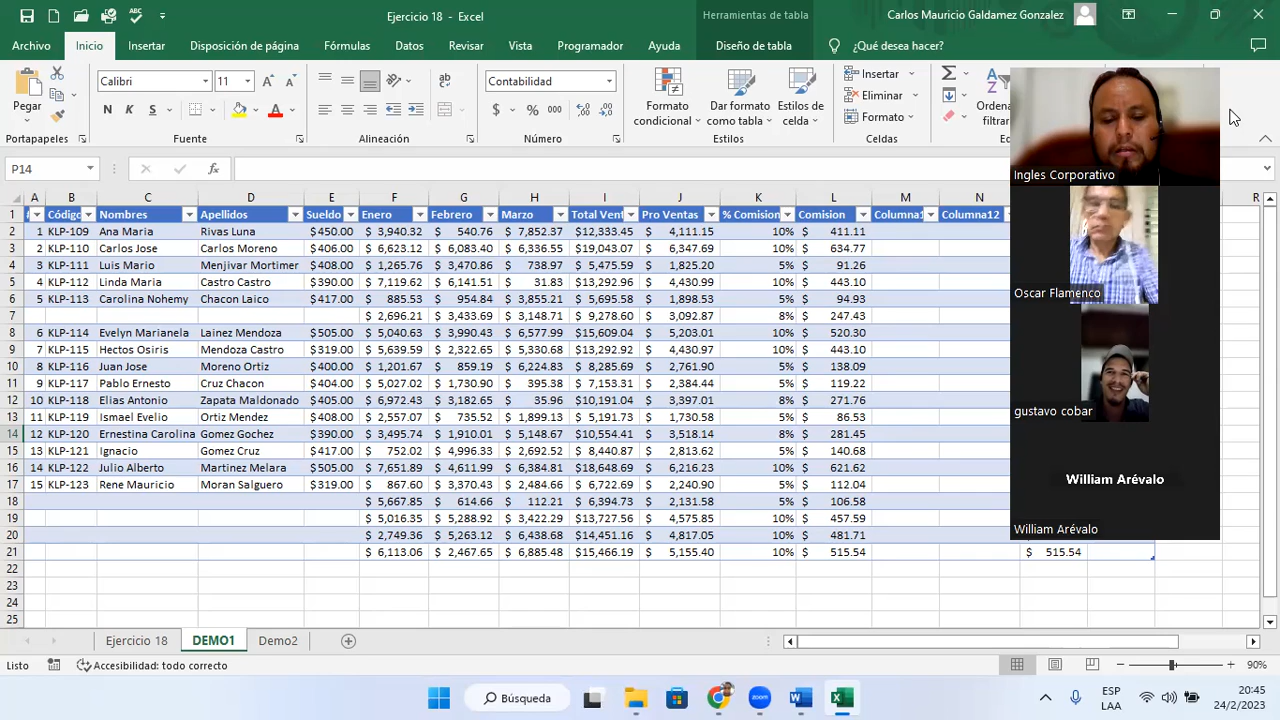 Ejercicio 18 - Excel
Herramientas de tabla
Carlos Mauricio Galdamez Gonzalez
Archivo Inicio Insertar Disposición de página Fórmulas Datos Revisar Vista Programador Ayuda Diseño de tabla ¿Qué desea hacer?
Pegar
Calibri 11
N K S
Contabilidad
$ % 000
Formato condicional
Dar formato como tabla
Estilos de celda
Insertar
Eliminar
Formato
Portapapeles Fuente Alineación Número Estilos Celdas
P14
A B C D E F G H I J K L M N R
1 Código Nombres Apellidos Sueldo Enero Febrero Marzo Total Vent Pro Ventas % Comision Comision Columna1 Columna12
2 1 KLP-109 Ana Maria Rivas Luna $450.00 $ 3,940.32 $ 540.76 $ 7,852.37 $12,333.45 $ 4,111.15 10% $ 411.11
3 2 KLP-110 Carlos Jose Carlos Moreno $406.00 $ 6,623.12 $ 6,083.40 $ 6,336.55 $19,043.07 $ 6,347.69 10% $ 634.77
4 3 KLP-111 Luis Mario Menjivar Mortimer $408.00 $ 1,265.76 $ 3,470.86 $ 738.97 $ 5,475.59 $ 1,825.20 5% $ 91.26
5 4 KLP-112 Linda Maria Castro Castro $390.00 $ 7,119.62 $ 6,141.51 $ 31.83 $13,292.96 $ 4,430.99 10% $ 443.10
6 5 KLP-113 Carolina Nohemy Chacon Laico $417.00 $ 885.53 $ 954.84 $ 3,855.21 $ 5,695.58 $ 1,898.53 5% $ 94.93
7 $ 2,696.21 $ 3,433.69 $ 3,148.71 $ 9,278.60 $ 3,092.87 8% $ 247.43
8 6 KLP-114 Evelyn Marianela Lainez Mendoza $505.00 $ 5,040.63 $ 3,990.43 $ 6,577.99 $15,609.04 $ 5,203.01 10% $ 520.30
9 7 KLP-115 Hectos Osiris Mendoza Castro $319.00 $ 5,639.59 $ 2,322.65 $ 5,330.68 $13,292.92 $ 4,430.97 10% $ 443.10
10 8 KLP-116 Juan Jose Moreno Ortiz $400.00 $ 1,201.67 $ 859.19 $ 6,224.83 $ 8,285.69 $ 2,761.90 5% $ 138.09
11 9 KLP-117 Pablo Ernesto Cruz Chacon $404.00 $ 5,027.02 $ 1,730.90 $ 395.38 $ 7,153.31 $ 2,384.44 5% $ 119.22
12 10 KLP-118 Elias Antonio Zapata Maldonado $405.00 $ 6,972.43 $ 3,182.65 $ 35.96 $10,191.04 $ 3,397.01 8% $ 271.76
13 11 KLP-119 Ismael Evelio Ortiz Mendez $408.00 $ 2,557.07 $ 735.52 $ 1,899.13 $ 5,191.73 $ 1,730.58 5% $ 86.53
14 12 KLP-120 Ernestina Carolina Gomez Gochez $390.00 $ 3,495.74 $ 1,910.01 $ 5,148.67 $10,554.41 $ 3,518.14 8% $ 281.45
15 13 KLP-121 Ignacio Gomez Cruz $417.00 $ 752.02 $ 4,996.33 $ 2,692.52 $ 8,440.87 $ 2,813.62 5% $ 140.68
16 14 KLP-122 Julio Alberto Martinez Melara $505.00 $ 7,651.89 $ 4,611.99 $ 6,384.81 $18,648.69 $ 6,216.23 10% $ 621.62
17 15 KLP-123 Rene Mauricio Moran Salguero $319.00 $ 867.60 $ 3,370.43 $ 2,484.66 $ 6,722.69 $ 2,240.90 5% $ 112.04
18 $ 5,667.85 $ 614.66 $ 112.21 $ 6,394.73 $ 2,131.58 5% $ 106.58
19 $ 5,016.35 $ 5,288.92 $ 3,422.29 $13,727.56 $ 4,575.85 10% $ 457.59
20 $ 2,749.36 $ 5,263.12 $ 6,438.68 $14,451.16 $ 4,817.05 10% $ 481.71
21 $ 6,113.06 $ 2,467.65 $ 6,885.48 $15,466.19 $ 5,155.40 10% $ 515.54 $ 515.54
22
23
24
25
Ingles Corporativo
Oscar Flamenco
gustavo cobar
William Arévalo
William Arévalo
Ejercicio 18 DEMO1 Demo2
Listo Accesibilidad: todo correcto 90%
Búsqueda
ESP
LAA
20:45
24/2/2023